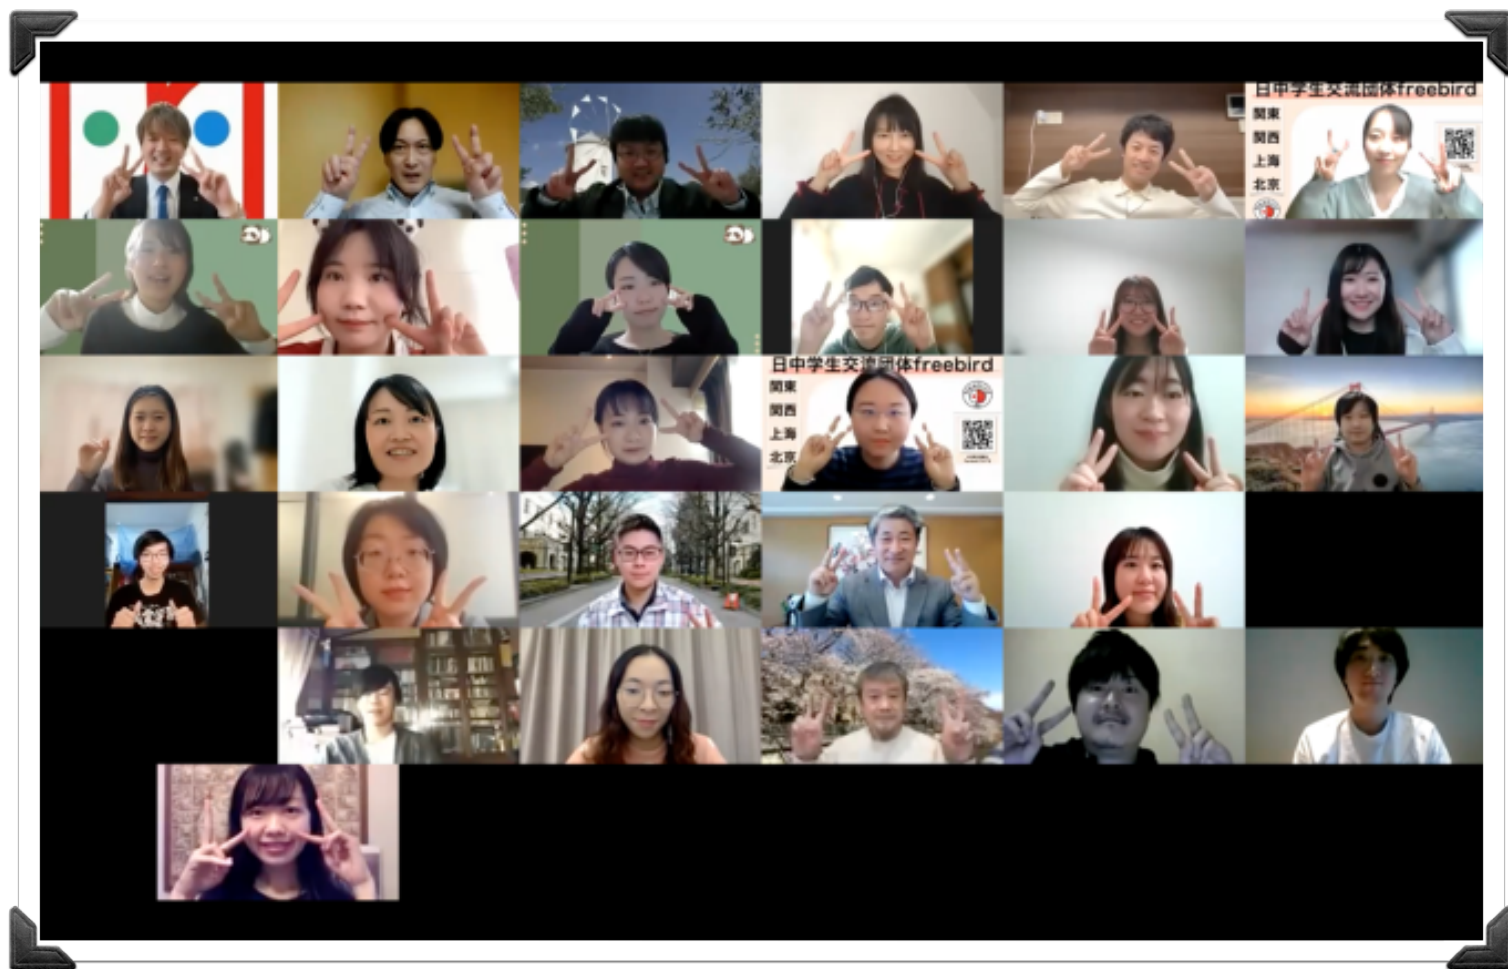 日中学生交流団体freebird
関東
関西
上海
北京
日中学生交流団体freebird
関東
関西
上海
北京